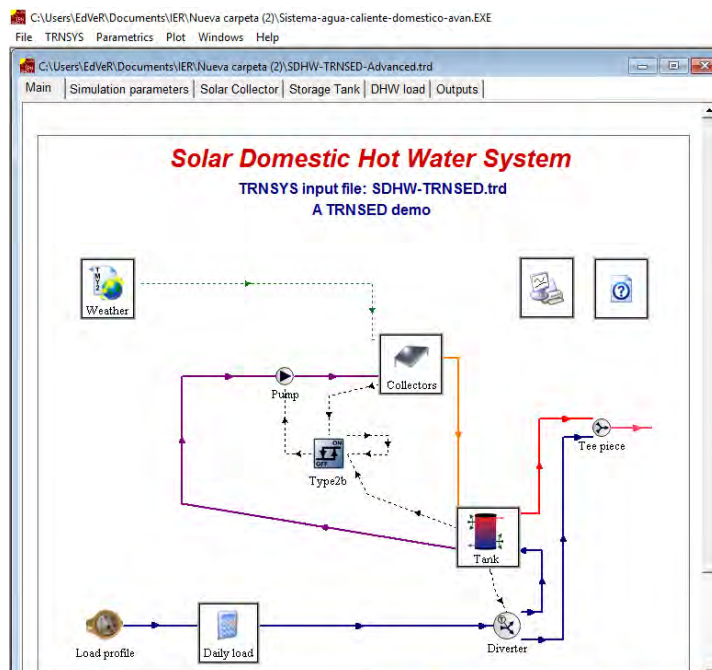 C:\Users\EdVeR\Documents\IER\Nueva carpeta (2)\Sistema-agua-caliente-domestico-avan.EXE
File TRNSYS Parametrics Plot Windows Help
C:\Users\EdVeR\Documents\IER\Nueva carpeta (2)\SDHW-TRNSED-Advanced.trd
Main Simulation parameters Solar Collector Storage Tank DHW load Outputs
Solar Domestic Hot Water System
TRNSYS input file: SDHW-TRNSED.trd
A TRNSED demo
TMY2
Weather
Collectors
Pump
ON
OFF
Type2b
Tee piece
Tank
Load profile
Daily load
Diverter